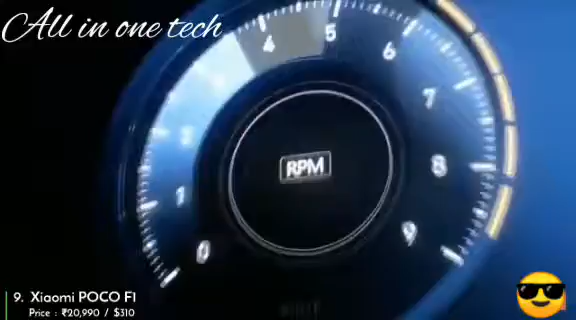 All in one tech
4
5
6
7
3
8
RPM
1
9
0
9. Xiaomi POCO F1
Price : ₹20,990 / $310